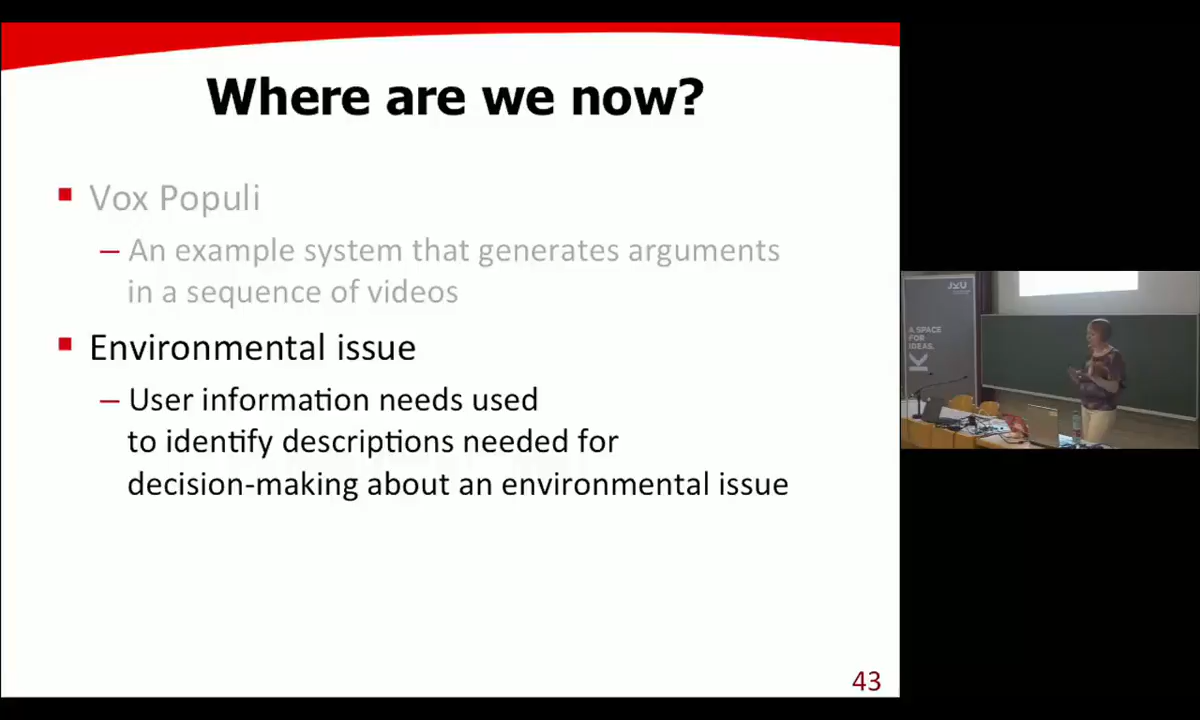 Where are we now?
Vox Populi
– An example system that generates arguments
in a sequence of videos
Environmental issue
– User information needs used
to identify descriptions needed for
decision-making about an environmental issue
43
JKU
A SPACE
FOR
IDEAS.